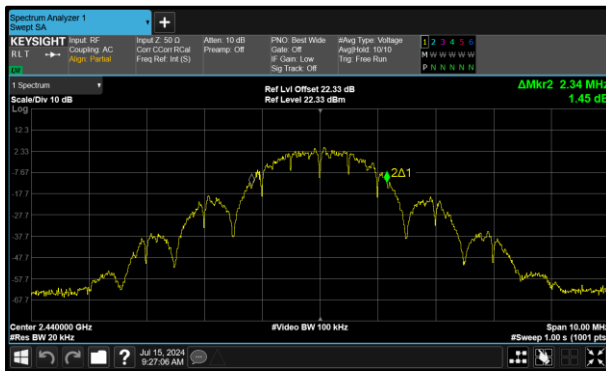 Spectrum Analyzer 1
Swept SA
+
KEYSIGHT
RLT
Input: RF
Coupling: AC
Align: Partial
Input Z: 50 Ω
Corr CCorr RCal
Freq Ref: Int (S)
Atten: 10 dB
Preamp: Off
PNO: Best Wide
Gate: Off
IF Gain: Low
Sig Track: Off
#Avg Type: Voltage
Avg|Hold: 10/10
Trig: Free Run
1 2 3 4 5 6
M W W W W W
P N N N N N
1 Spectrum
Scale/Div 10 dB
Ref Lvl Offset 22.33 dB
Ref Level 22.33 dBm
ΔMkr2 2.34 MHz
1.45 dB
Log
12.3
2.33
-7.67
-17.7
-27.7
-37.7
-47.7
-57.7
-67.7
2Δ1
Center 2.440000 GHz
#Res BW 20 kHz
#Video BW 100 kHz
Span 10.00 MHz
#Sweep 1.00 s (1001 pts)
?
Jul 15, 2024
9:27:06 AM